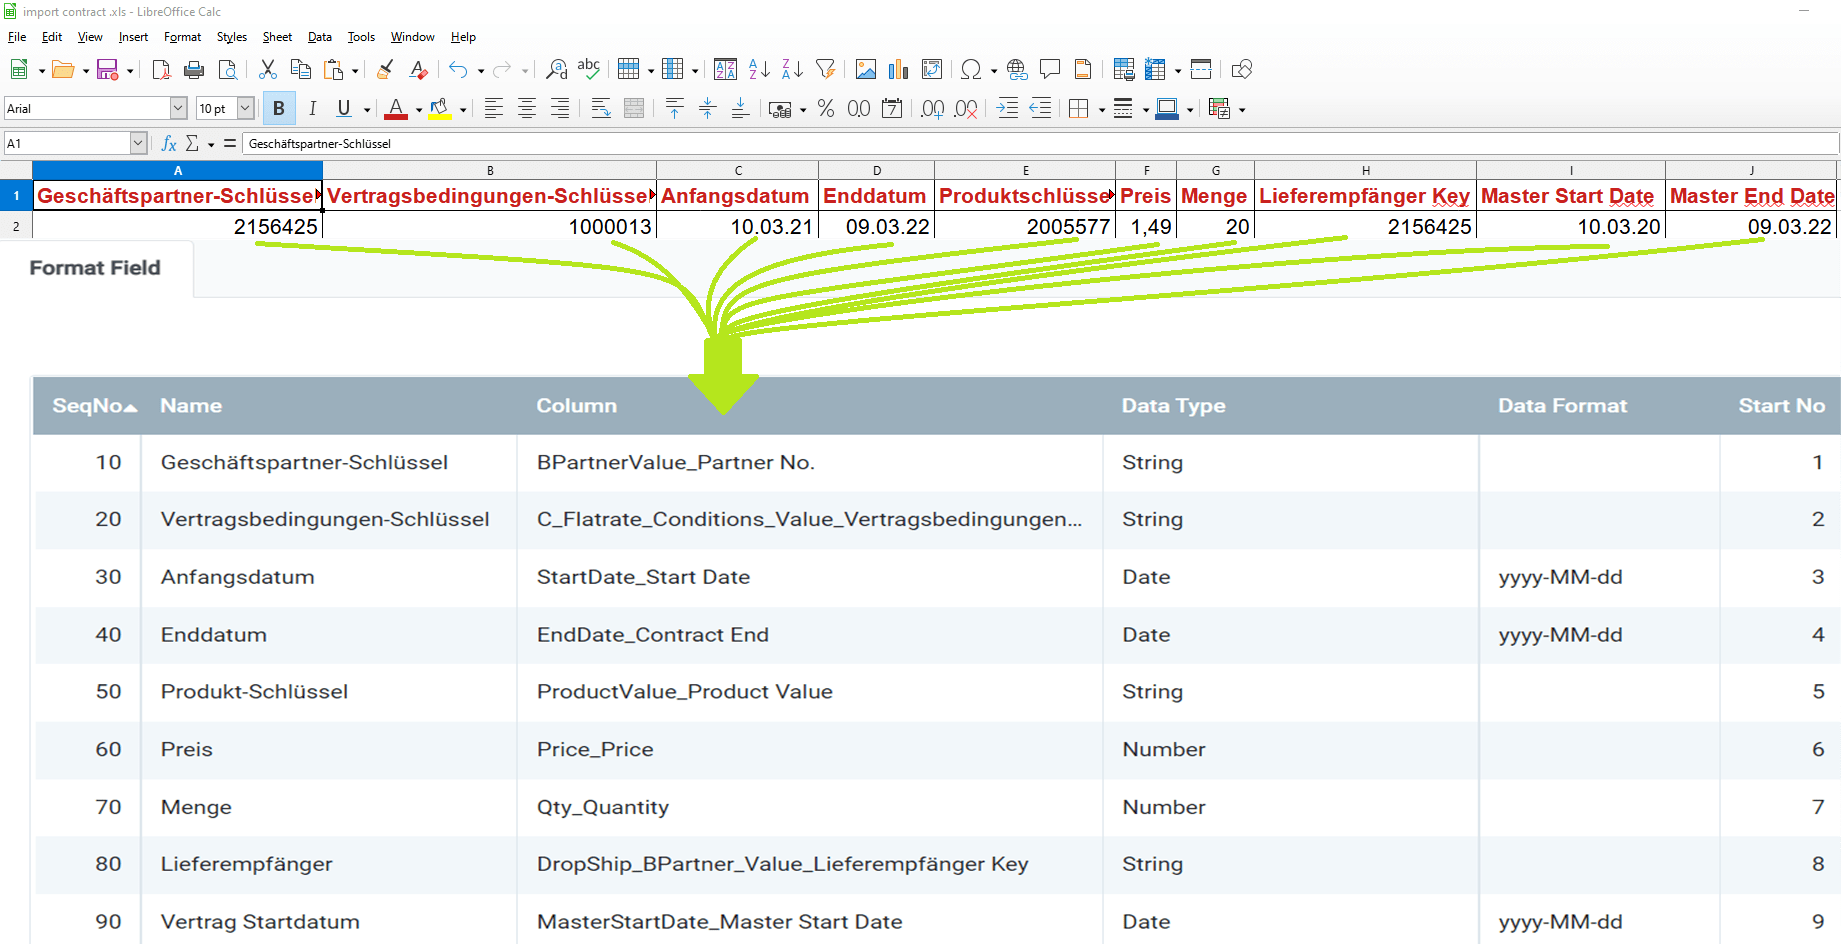 import contract .xls - LibreOffice Calc
File Edit View Insert Format Styles Sheet Data Tools Window Help
Arial 10 pt B I U A
A1 fx Σ = Geschäftspartner-Schlüssel
A B C D E F G H I J
1 Geschäftspartner-Schlüsse Vertragsbedingungen-Schlüsse Anfangsdatum Enddatum Produktschlüsse Preis Menge Lieferempfänger Key Master Start Date Master End Date
2 2156425 1000013 10.03.21 09.03.22 2005577 1,49 20 2156425 10.03.20 09.03.22
Format Field
SeqNo Name Column Data Type Data Format Start No
10 Geschäftspartner-Schlüssel BPartnerValue_Partner No. String 1
20 Vertragsbedingungen-Schlüssel C_Flatrate_Conditions_Value_Vertragsbedingungen... String 2
30 Anfangsdatum StartDate_Start Date Date yyyy-MM-dd 3
40 Enddatum EndDate_Contract End Date yyyy-MM-dd 4
50 Produkt-Schlüssel ProductValue_Product Value String 5
60 Preis Price_Price Number 6
70 Menge Qty_Quantity Number 7
80 Lieferempfänger DropShip_BPartner_Value_Lieferempfänger Key String 8
90 Vertrag Startdatum MasterStartDate_Master Start Date Date yyyy-MM-dd 9